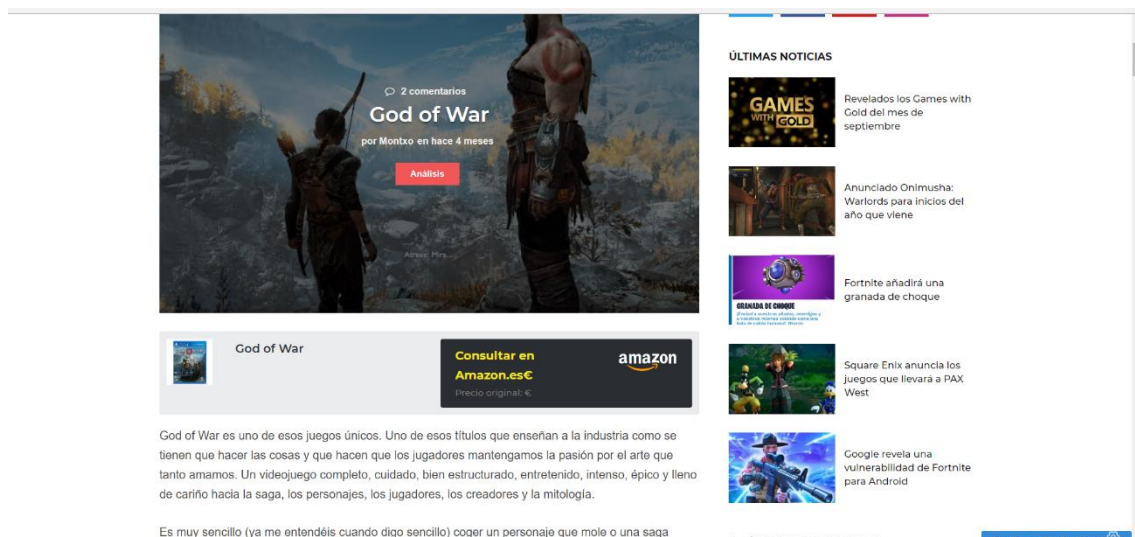 2 comentarios
God of War
por Montxo en hace 4 meses
Análisis
Atreus: Mira...
God of War
Consultar en
Amazon.es€
Precio original: €
amazon
God of War es uno de esos juegos únicos. Uno de esos títulos que enseñan a la industria como se
tienen que hacer las cosas y que hacen que los jugadores mantengamos la pasión por el arte que
tanto amamos. Un videojuego completo, cuidado, bien estructurado, entretenido, intenso, épico y lleno
de cariño hacia la saga, los personajes, los jugadores, los creadores y la mitología.
Es muy sencillo (ya me entendéis cuando digo sencillo) coger un personaje que mole o una saga
ÚLTIMAS NOTICIAS
GAMES
WITH GOLD
Revelados los Games with
Gold del mes de
septiembre
Anunciado Onimusha:
Warlords para inicios del
año que viene
GRANADA DE CHOQUE
Fortnite añadirá una
granada de choque
Square Enix anuncia los
juegos que llevará a PAX
West
Google revela una
vulnerabilidad de Fortnite
para Android